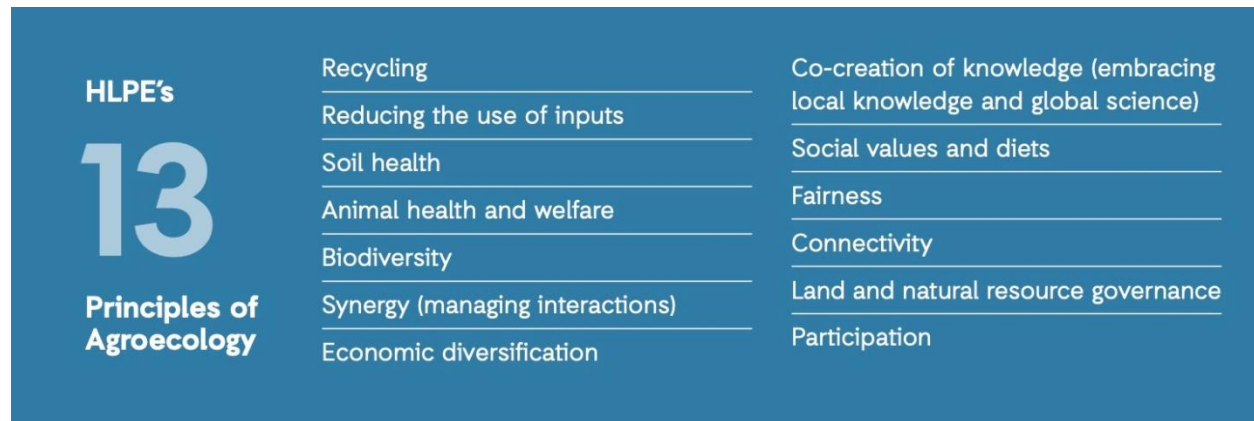 HLPE's
13
Principles of
Agroecology
Recycling
Reducing the use of inputs
Soil health
Animal health and welfare
Biodiversity
Synergy (managing interactions)
Economic diversification
Co-creation of knowledge (embracing
local knowledge and global science)
Social values and diets
Fairness
Connectivity
Land and natural resource governance
Participation